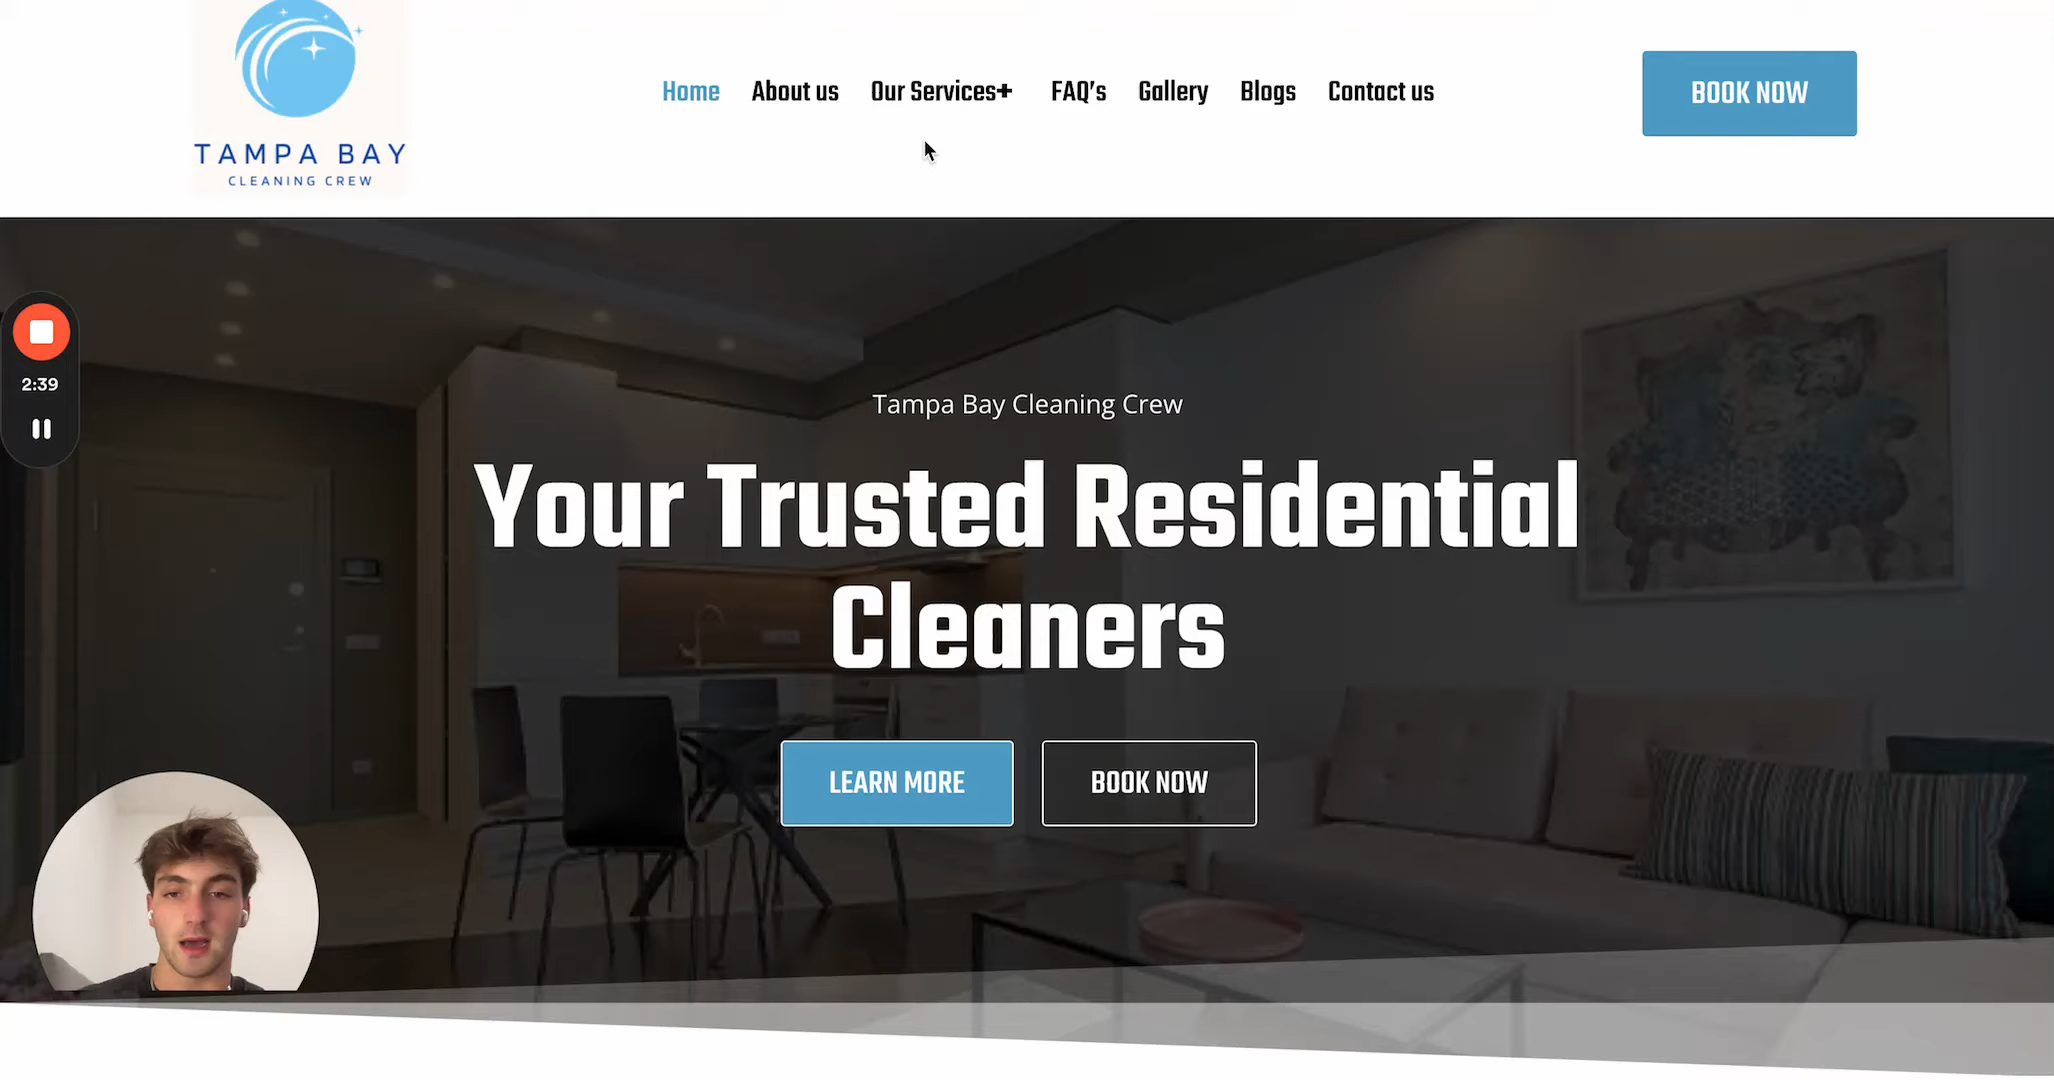 TAMPA BAY
CLEANING CREW
Home About us Our Services+ FAQ's Gallery Blogs Contact us
BOOK NOW
2:39
Tampa Bay Cleaning Crew
Your Trusted Residential
Cleaners
LEARN MORE
BOOK NOW